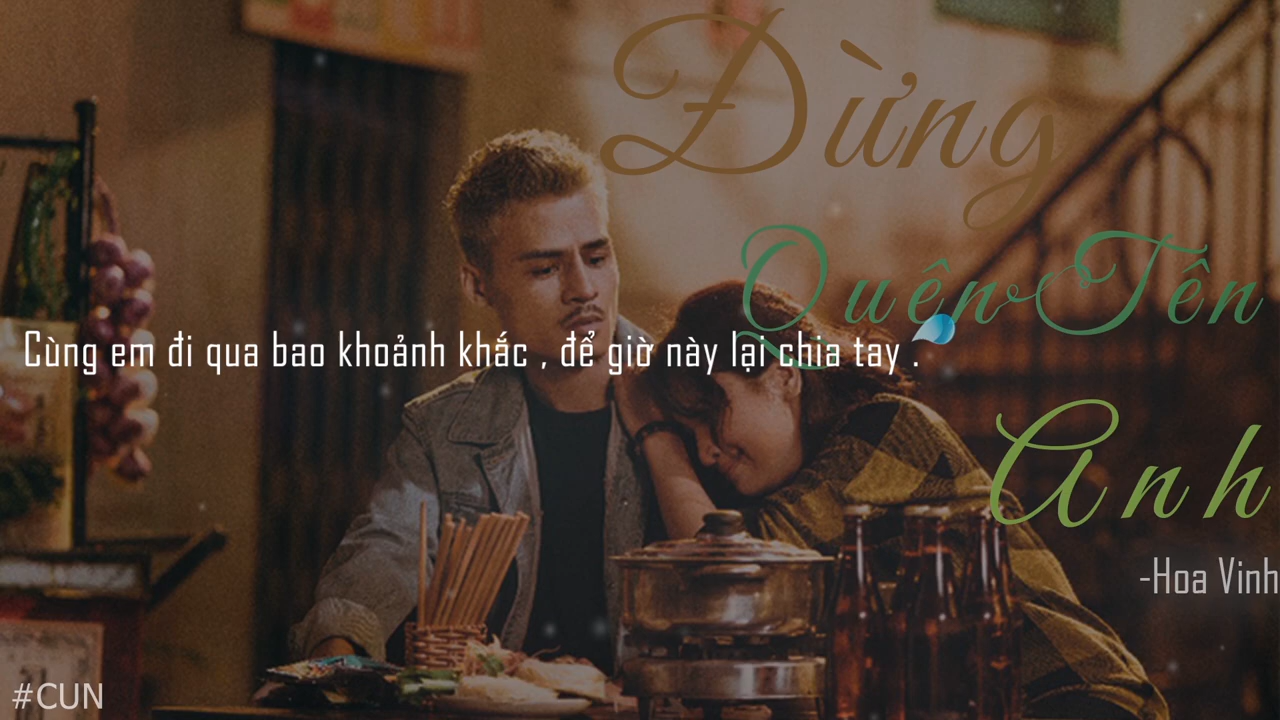 Đừng
Quên Tên
Anh
-Hoa Vinh
Cùng em đi qua bao khoảnh khắc , để giờ này lại chia tay .
#CUN